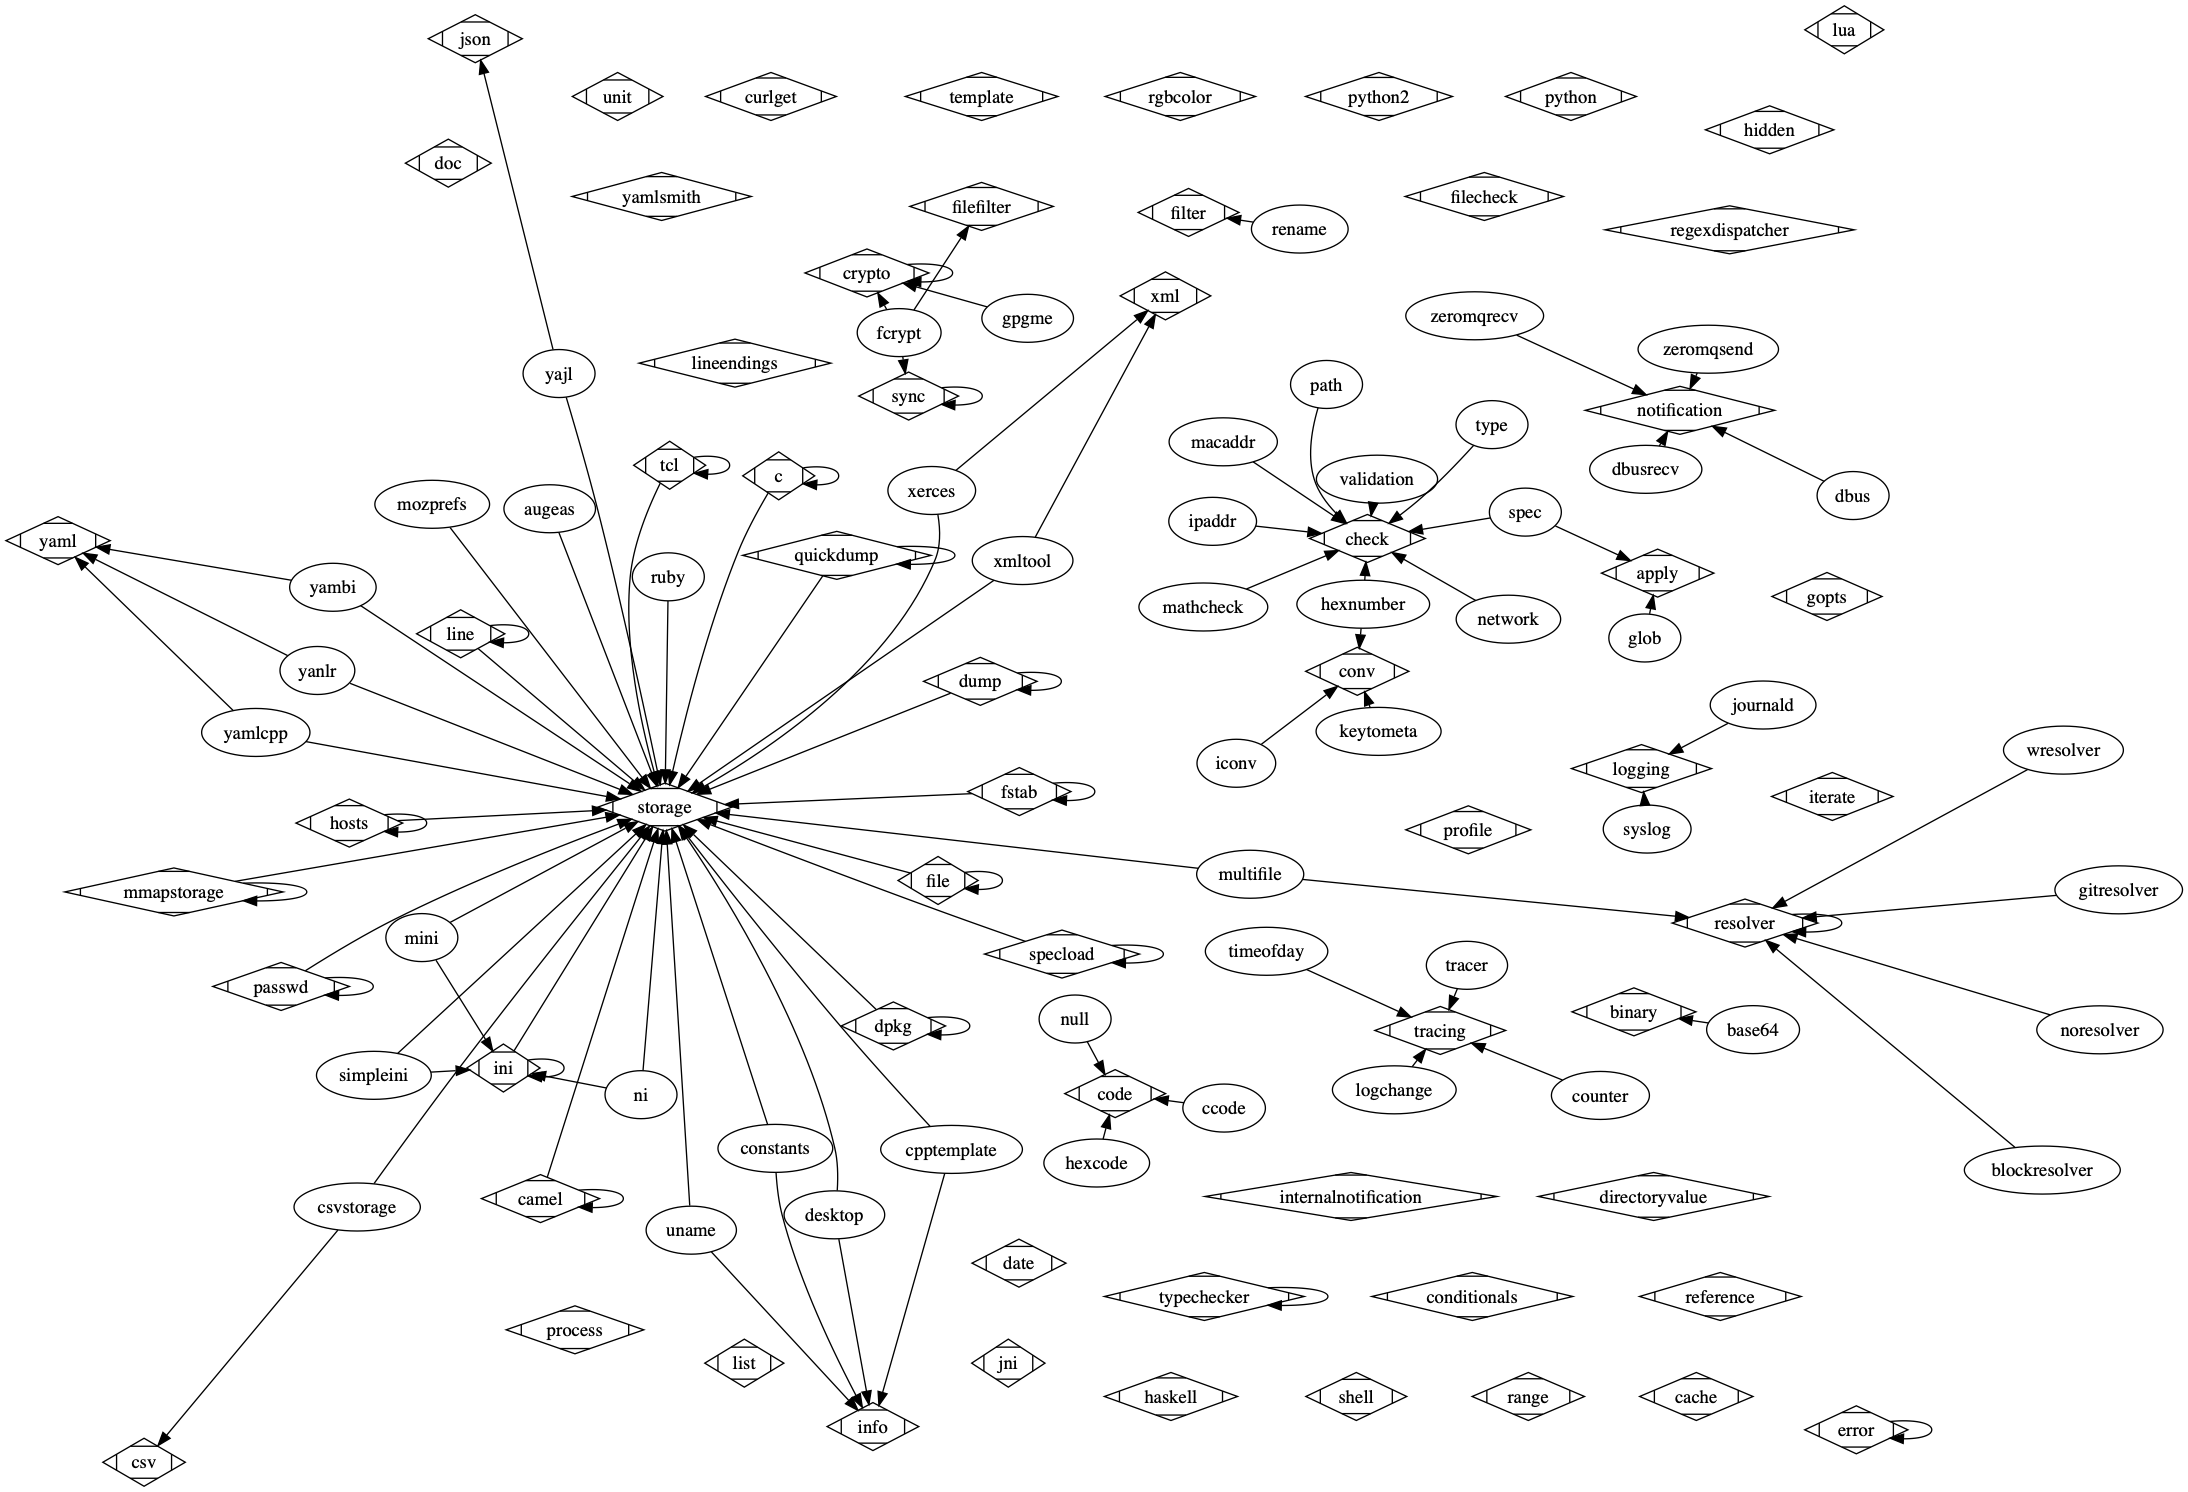 lua
json
unit
curlget
template
rgbcolor
python2
python
hidden
doc
yamlsmith
filefilter
filter
rename
filecheck
regexdispatcher
crypto
xml
gpgme
zeromqrecv
fcrypt
zeromqsend
lineendings
yajl
path
sync
notification
type
macaddr
tcl
c
validation
dbusrecv
xerces
dbus
mozprefs
augeas
spec
ipaddr
yaml
check
quickdump
xmltool
apply
ruby
yambi
gopts
hexnumber
mathcheck
network
line
glob
yanlr
conv
dump
journald
yamlcpp
keytometa
wresolver
iconv
logging
fstab
iterate
storage
hosts
profile
syslog
multifile
file
mmapstorage
gitresolver
resolver
mini
timeofday
specload
tracer
passwd
binary
null
dpkg
tracing
base64
noresolver
ini
simpleini
logchange
ni
code
counter
ccode
constants
cpptemplate
hexcode
blockresolver
camel
internalnotification
directoryvalue
csvstorage
desktop
uname
date
typechecker
conditionals
reference
process
list
jni
haskell
shell
range
cache
info
error
csv